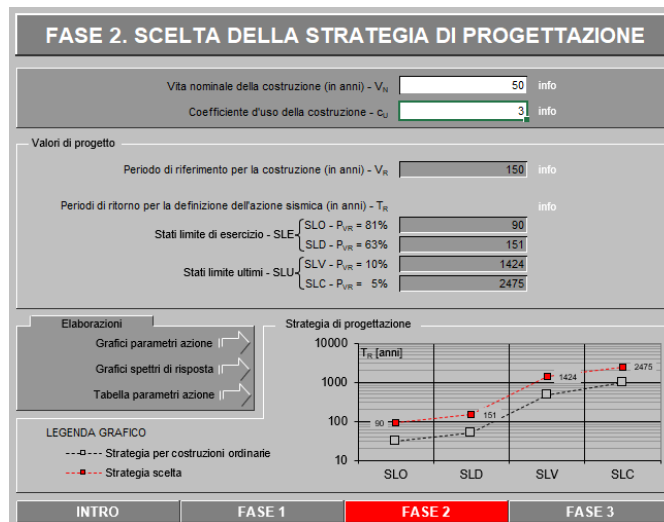 FASE 2. SCELTA DELLA STRATEGIA DI PROGETTAZIONE
Vita nominale della costruzione (in anni) - VN 50 info
Coefficiente d'uso della costruzione - cU 3 info
Valori di progetto
Periodo di riferimento per la costruzione (in anni) - VR 150 info
Periodi di ritorno per la definizione dell'azione sismica (in anni) - TR info
Stati limite di esercizio - SLE
SLO - PVR = 81% 90
SLD - PVR = 63% 151
Stati limite ultimi - SLU
SLV - PVR = 10% 1424
SLC - PVR = 5% 2475
Elaborazioni
Grafici parametri azione
Grafici spettri di risposta
Tabella parametri azione
LEGENDA GRAFICO
Strategia per costruzioni ordinarie
Strategia scelta
Strategia di progettazione
TR [anni]
10000
1000
100
10
90
151
1424
2475
SLO SLD SLV SLC
INTRO FASE 1 FASE 2 FASE 3